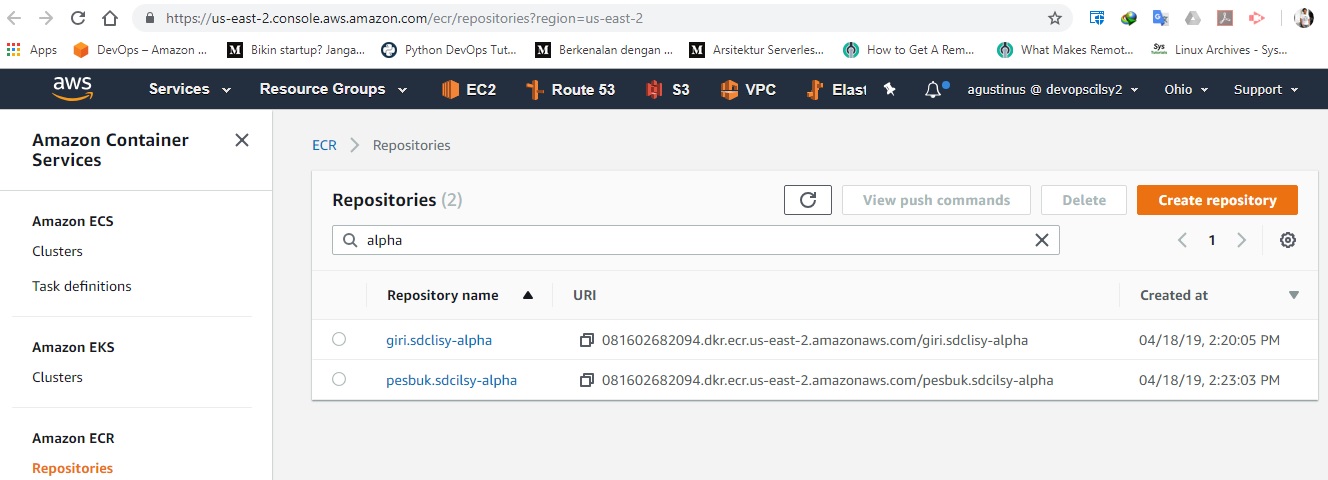 https://us-east-2.console.aws.amazon.com/ecr/repositories?region=us-east-2
Apps DevOps – Amazon ... Bikin startup? Janga... Python DevOps Tut... Berkenalan dengan ... Arsitektur Serverles... How to Get A Rem... What Makes Remot... Linux Archives - Sys...
aws Services Resource Groups EC2 Route 53 S3 VPC Elast agustinus @ devopscilsy2 Ohio Support
Amazon Container
Services
Amazon ECS
Clusters
Task definitions
Amazon EKS
Clusters
Amazon ECR
Repositories
ECR Repositories
Repositories (2) View push commands Delete Create repository
alpha 1
Repository name URI Created at
giri.sdclisy-alpha 081602682094.dkr.ecr.us-east-2.amazonaws.com/giri.sdclisy-alpha 04/18/19, 2:20:05 PM
pesbuk.sdcilsy-alpha 081602682094.dkr.ecr.us-east-2.amazonaws.com/pesbuk.sdcilsy-alpha 04/18/19, 2:23:03 PM